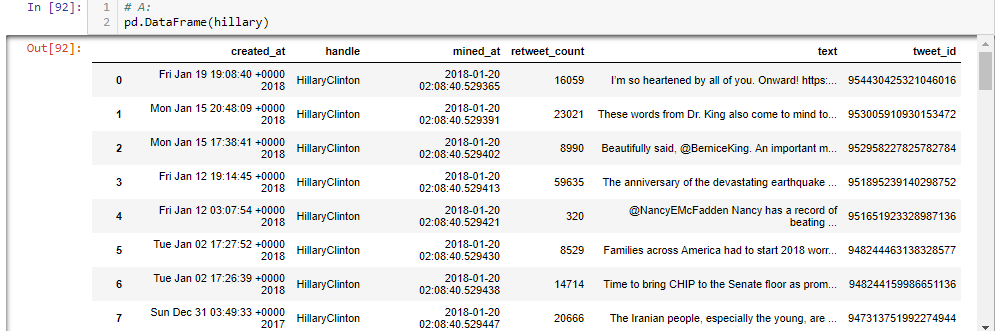 In [92]: 1 # A:
2 pd.DataFrame(hillary)
Out[92]:
created_at handle mined_at retweet_count text tweet_id
0 Fri Jan 19 19:08:40 +0000 2018 HillaryClinton 2018-01-20 02:08:40.529365 16059 I'm so heartened by all of you. Onward! https:... 954430425321046016
1 Mon Jan 15 20:48:09 +0000 2018 HillaryClinton 2018-01-20 02:08:40.529391 23021 These words from Dr. King also come to mind to... 953005910930153472
2 Mon Jan 15 17:38:41 +0000 2018 HillaryClinton 2018-01-20 02:08:40.529402 8990 Beautifully said, @BerniceKing. An important m... 952958227825782784
3 Fri Jan 12 19:14:45 +0000 2018 HillaryClinton 2018-01-20 02:08:40.529413 59635 The anniversary of the devastating earthquake ... 951895239140298752
4 Fri Jan 12 03:07:54 +0000 2018 HillaryClinton 2018-01-20 02:08:40.529421 320 @NancyEMcFadden Nancy has a record of beating ... 951651923328987136
5 Tue Jan 02 17:27:52 +0000 2018 HillaryClinton 2018-01-20 02:08:40.529430 8529 Families across America had to start 2018 worr... 948244463138328577
6 Tue Jan 02 17:26:39 +0000 2018 HillaryClinton 2018-01-20 02:08:40.529438 14714 Time to bring CHIP to the Senate floor as prom... 948244159986651136
7 Sun Dec 31 03:49:33 +0000 2017 HillaryClinton 2018-01-20 02:08:40.529447 20666 The Iranian people, especially the young, are ... 947313751992274944